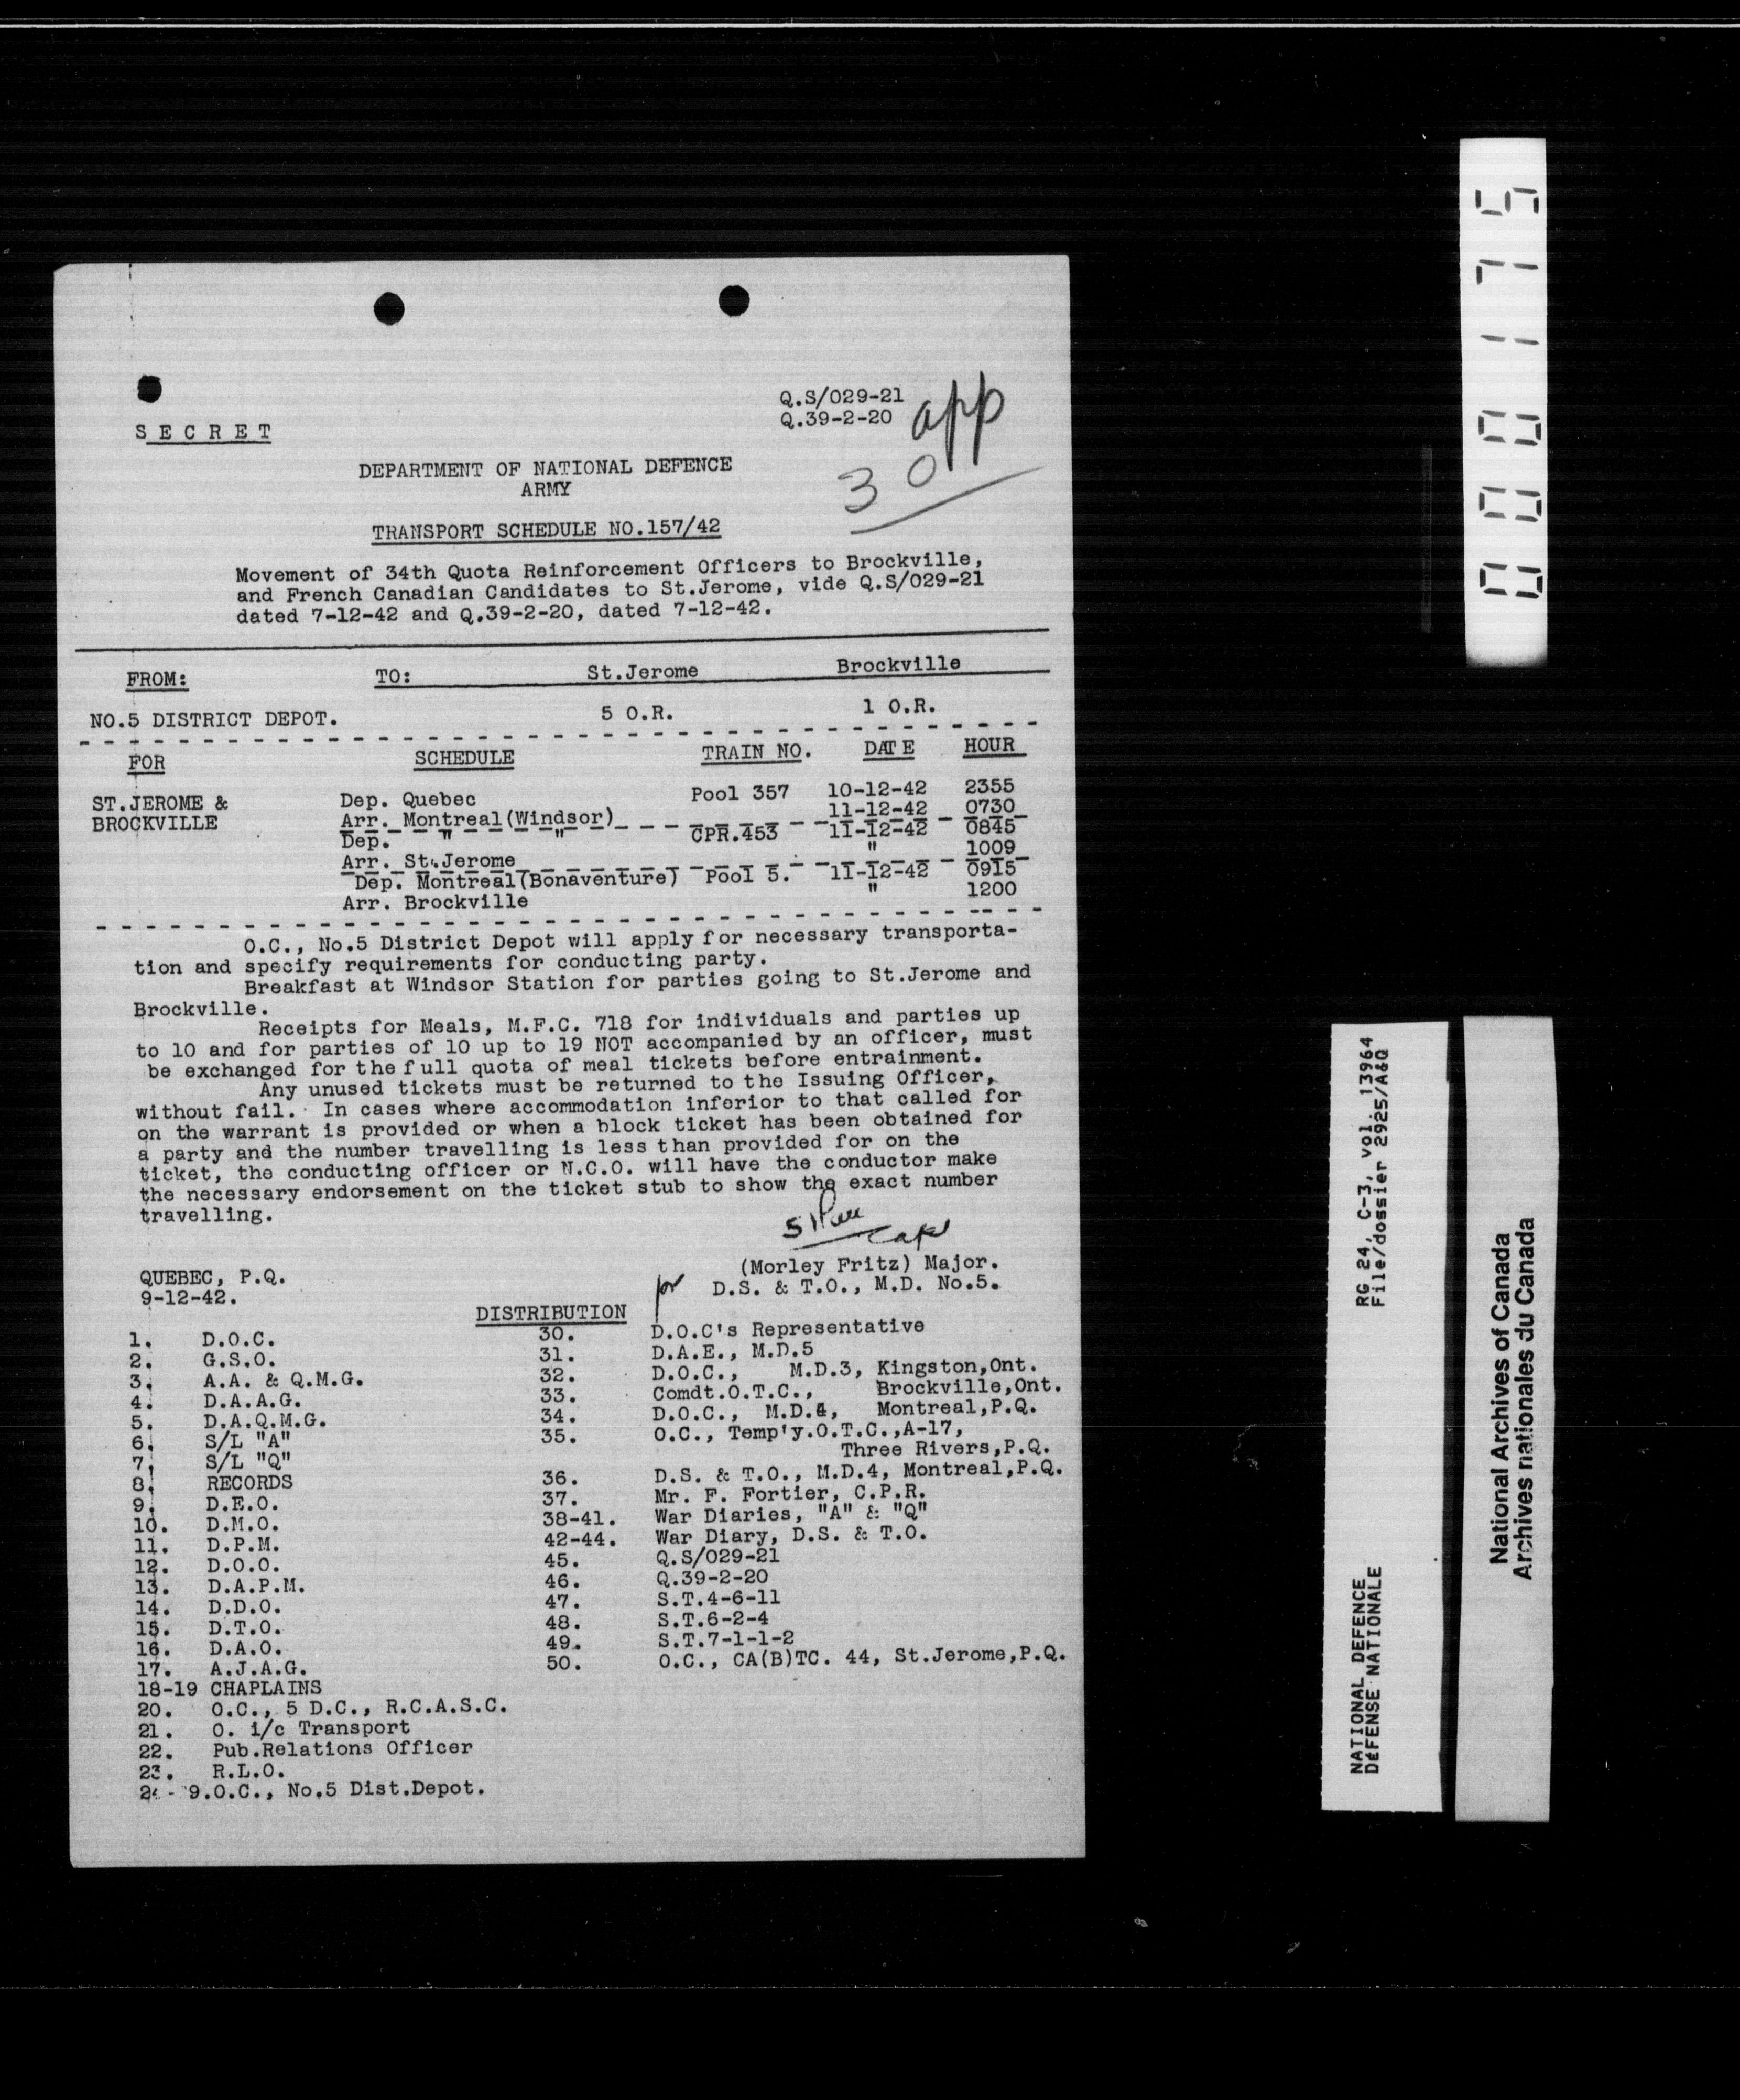 Q.S/029-21
Q.39-2-20
app
30
SECRET
DEPARTMENT OF NATIONAL DEFENCE
ARMY
TRANSPORT SCHEDULE NO.157/42
Movement of 34th Quota Reinforcement Officers to Brockville,
and French Canadian Candidates to St.Jerome, vide Q.S/029-21
dated 7-12-42 and Q.39-2-20, dated 7-12-42.
FROM: TO: St.Jerome Brockville
NO.5 DISTRICT DEPOT. 5 O.R. 1 O.R.
FOR SCHEDULE TRAIN NO. DATE HOUR
ST.JEROME & Dep. Quebec Pool 357 10-12-42 2355
BROCKVILLE Arr. Montreal(Windsor) 11-12-42 0730
Dep. " " CPR.453 11-12-42 0845
Arr. St.Jerome " 1009
Dep. Montreal(Bonaventure) Pool 5. 11-12-42 0915
Arr. Brockville " 1200
O.C., No.5 District Depot will apply for necessary transporta-
tion and specify requirements for conducting party.
Breakfast at Windsor Station for parties going to St.Jerome and
Brockville.
Receipts for Meals, M.F.C. 718 for individuals and parties up
to 10 and for parties of 10 up to 19 NOT accompanied by an officer, must
be exchanged for the full quota of meal tickets before entrainment.
Any unused tickets must be returned to the Issuing Officer,
without fail. In cases where accommodation inferior to that called for
on the warrant is provided or when a block ticket has been obtained for
a party and the number travelling is less than provided for on the
ticket, the conducting officer or N.C.O. will have the conductor make
the necessary endorsement on the ticket stub to show the exact number
travelling.
(Morley Fritz) Major.
QUEBEC, P.Q. for D.S. & T.O., M.D. No.5.
9-12-42.
DISTRIBUTION
1. D.O.C.
2. G.S.O.
3. A.A. & Q.M.G.
4. D.A.A.G.
5. D.A.Q.M.G.
6. S/L "A"
7. S/L "Q"
8. RECORDS
9. D.E.O.
10. D.M.O.
11. D.P.M.
12. D.O.O.
13. D.A.P.M.
14. D.D.O.
15. D.T.O.
16. D.A.O.
17. A.J.A.G.
18-19 CHAPLAINS
20. O.C., 5 D.C., R.C.A.S.C.
21. O. i/c Transport
22. Pub.Relations Officer
23. R.L.O.
O.C., No.5 Dist.Depot.
30. D.O.C's Representative
31. D.A.E., M.D.5
32. D.O.C., M.D.3, Kingston,Ont.
33. Comdt.O.T.C., Brockville,Ont.
34. D.O.C., M.D.4, Montreal,P.Q.
35. O.C., Temp'y.O.T.C.,A-17,
Three Rivers,P.Q.
36. D.S. & T.O., M.D.4, Montreal,P.Q.
37. Mr. F. Fortier, C.P.R.
38-41. War Diaries, "A" & "Q"
42-44. War Diary, D.S. & T.O.
45. Q.S/029-21
46. Q.39-2-20
47. S.T.4-6-11
48. S.T.6-2-4
49. S.T.7-1-1-2
50. O.C., CA(B)TC. 44, St.Jerome,P.Q.
000175
NATIONAL DEFENCE RG 24, C-3, vol. 13964
DéFENSE NATIONALE File/dossier 2925/A&Q
National Archives of Canada
Archives nationales du Canada